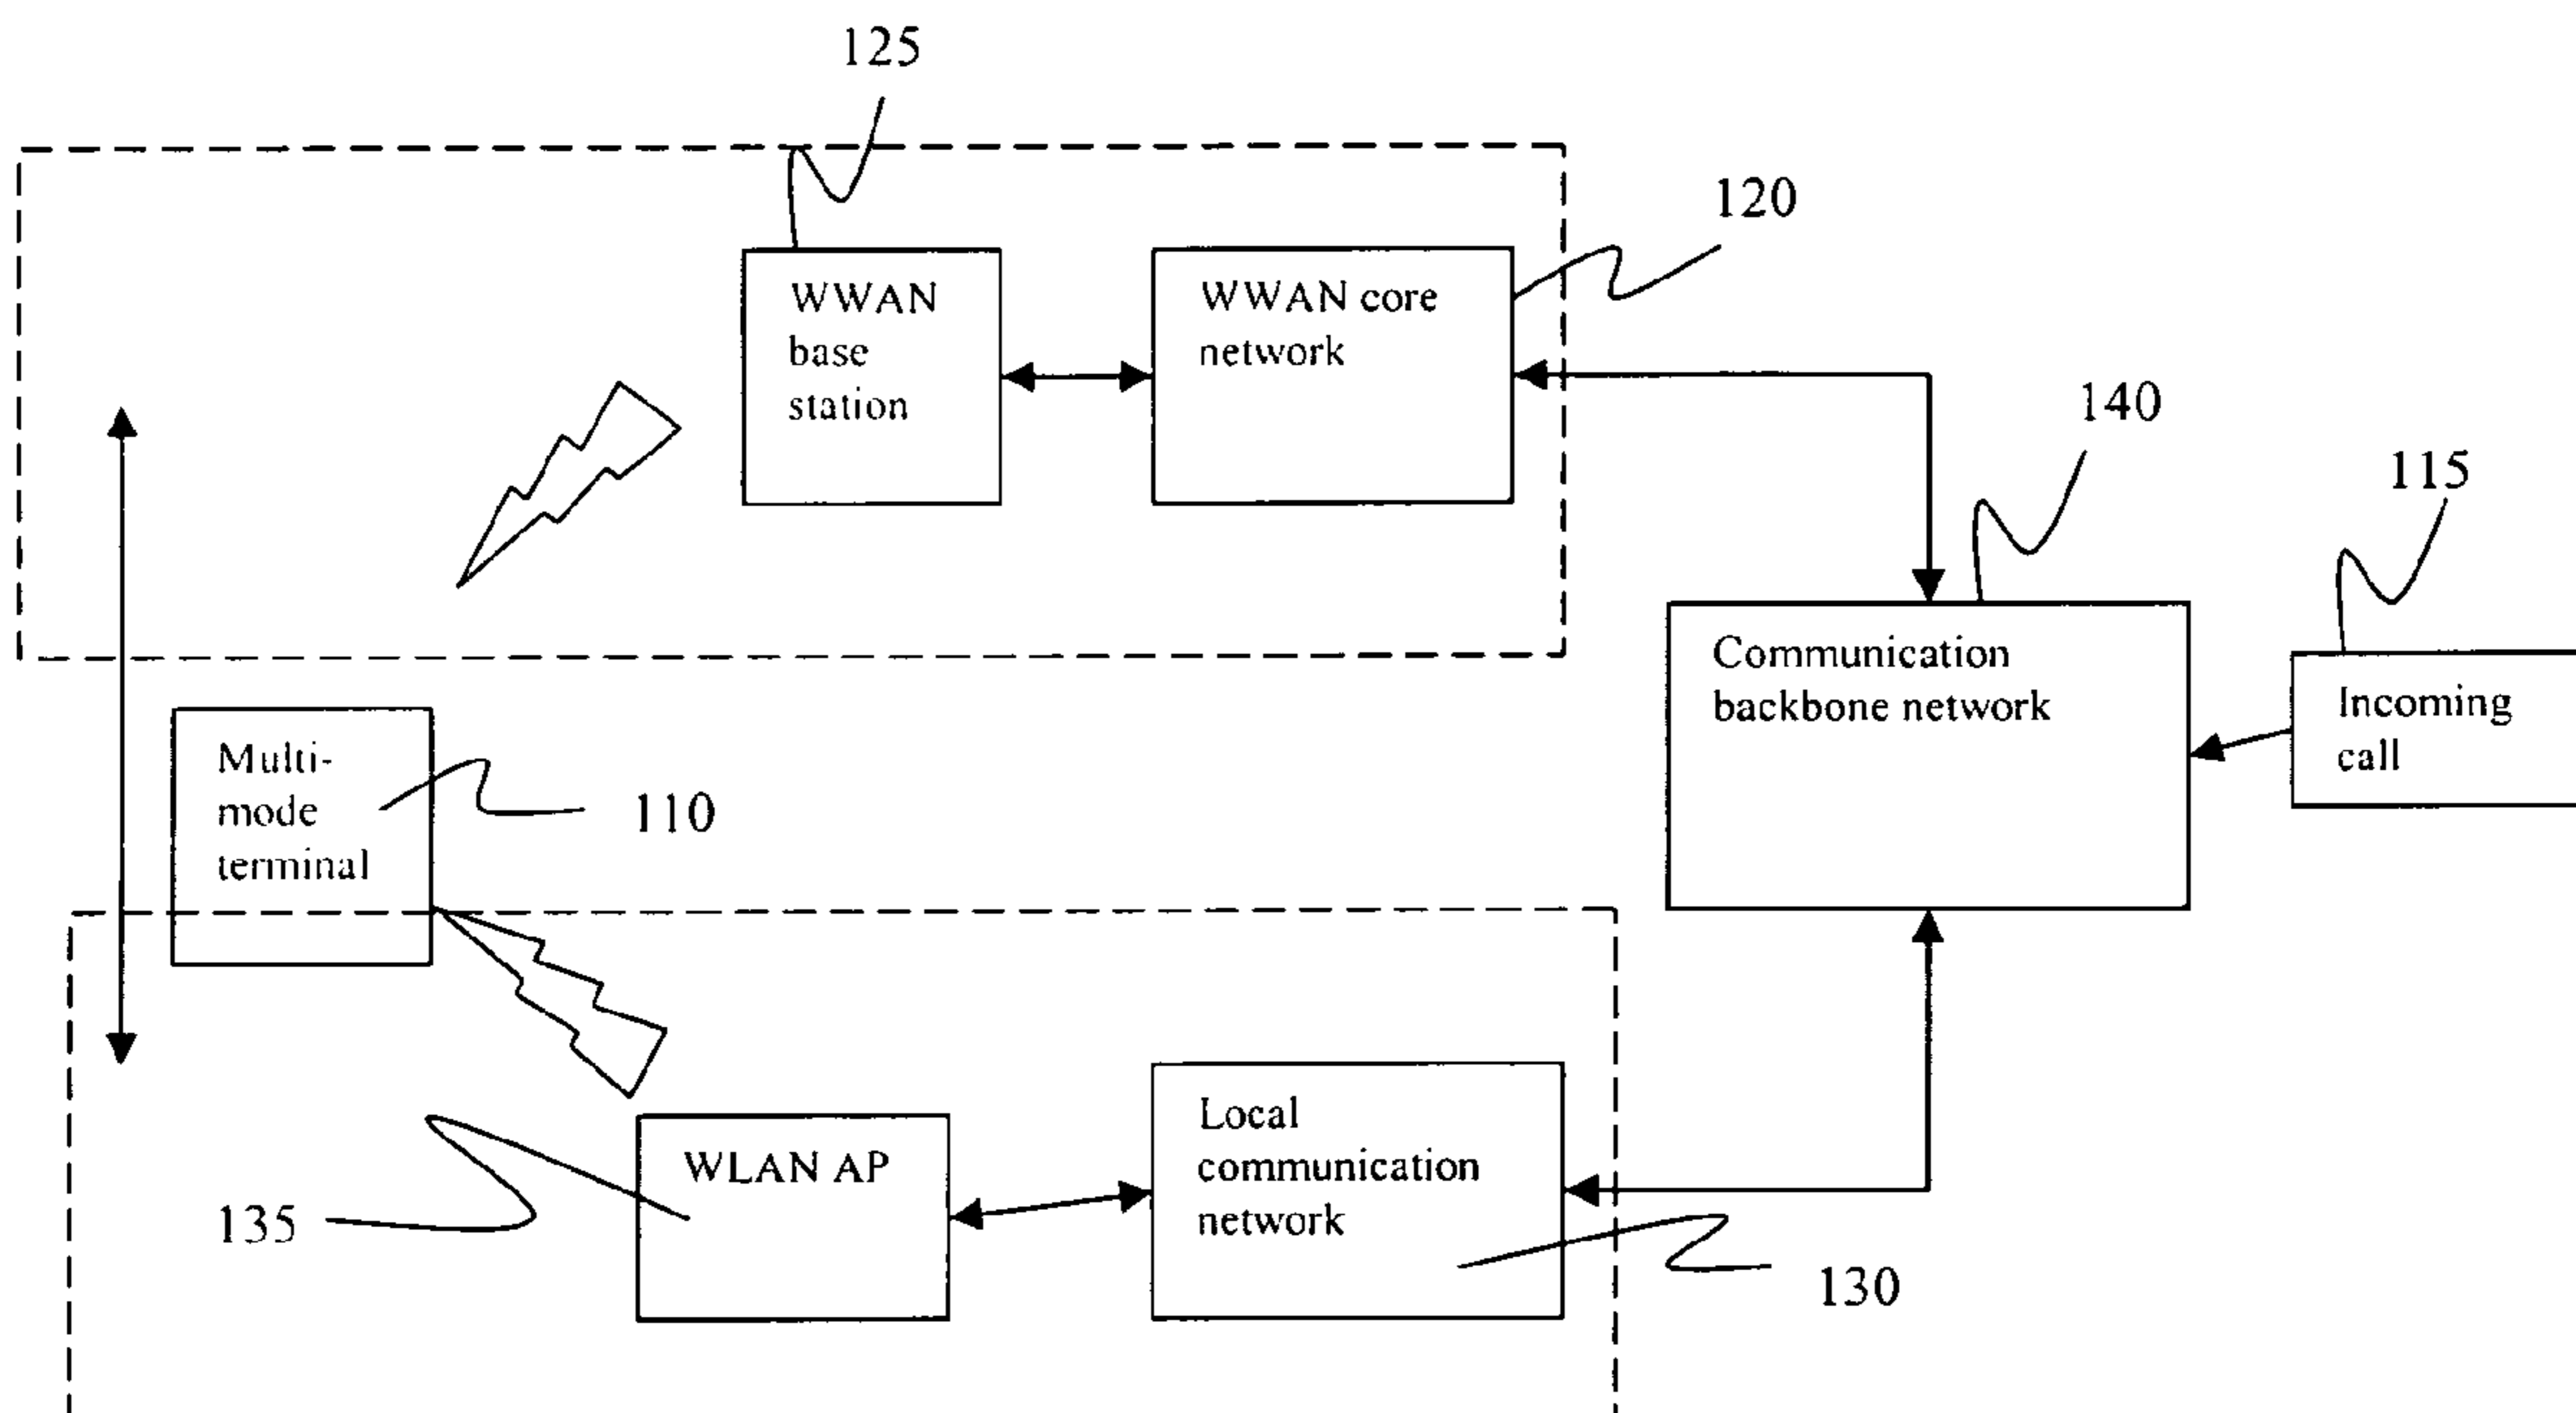 125
120
WWAN
base
station
WWAN core
network
140
115
Communication
backbone network
Incoming
call
Multi-
mode
terminal
110
Local
communication
network
WLAN AP
135
130